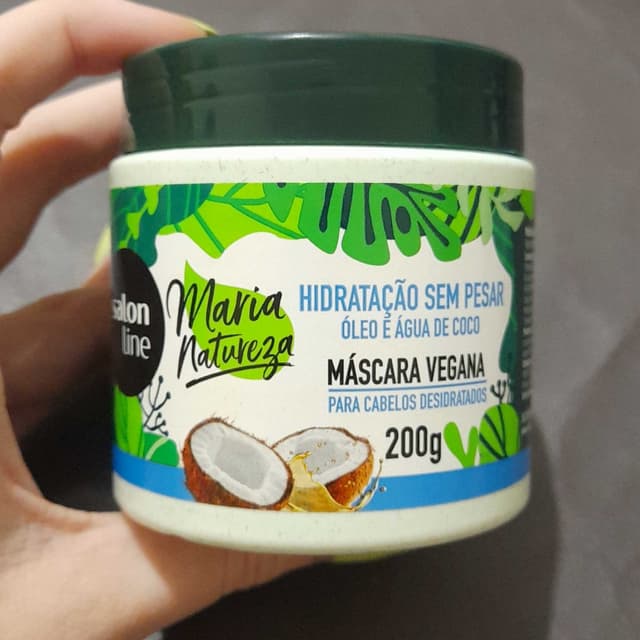 salon
line
Maria
Natureza
HIDRATAÇÃO SEM PESAR
ÓLEO E ÁGUA DE COCO
MÁSCARA VEGANA
PARA CABELOS DESIDRATADOS
200g